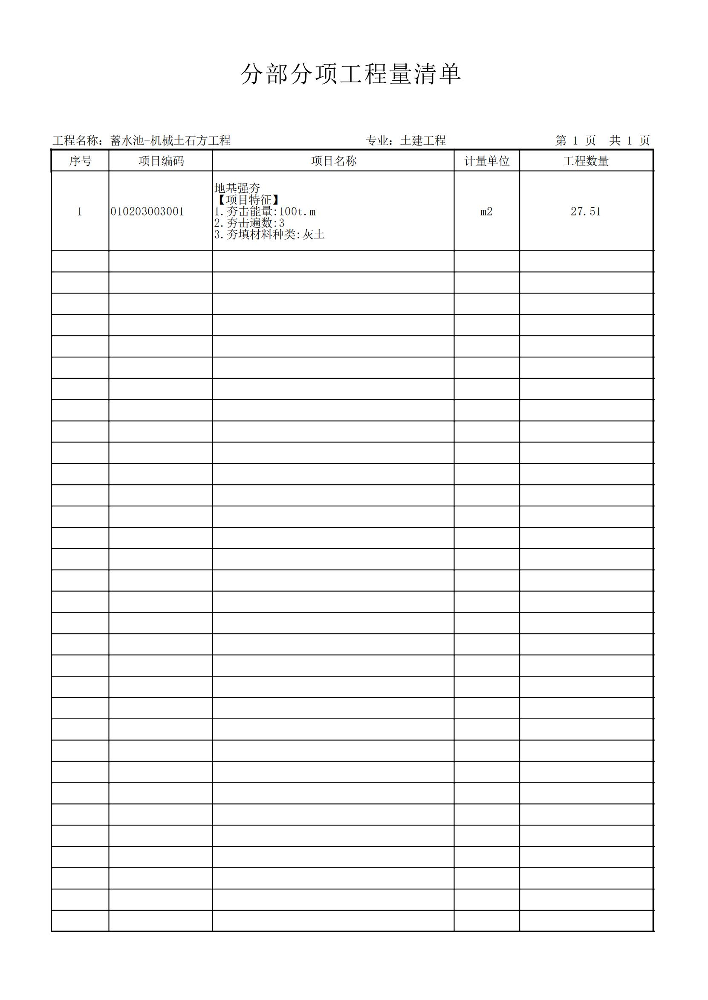 分部分项工程量清单
工程名称：蓄水池-机械土石方工程 专业：土建工程 第 1 页 共 1 页
序号 项目编码 项目名称 计量单位 工程数量
地基强夯
【项目特征】
1 010203003001 1.夯击能量:100t.m m2 27.51
2.夯击遍数:3
3.夯填材料种类:灰土